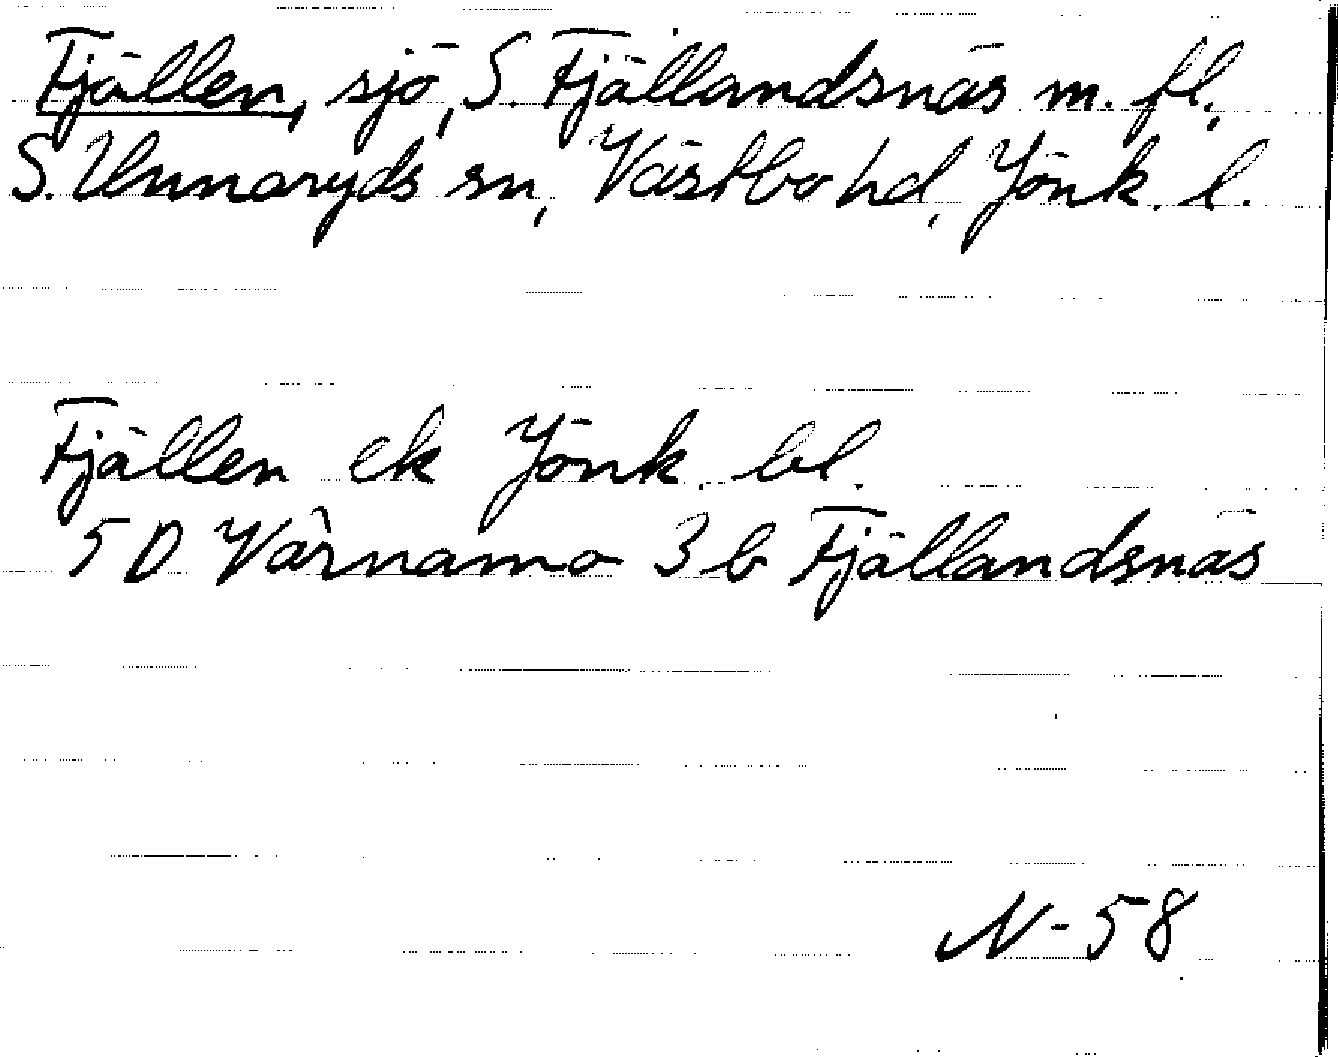 Fjällen, sjö, S. Fjällandsnäs m. fl.,
S. Unnaryds sn, Västbo hd, Jönk. l.
Fjällen ek Jönk. bl.
5 D Värnamo 3 b Fjällandsnäs
N-58